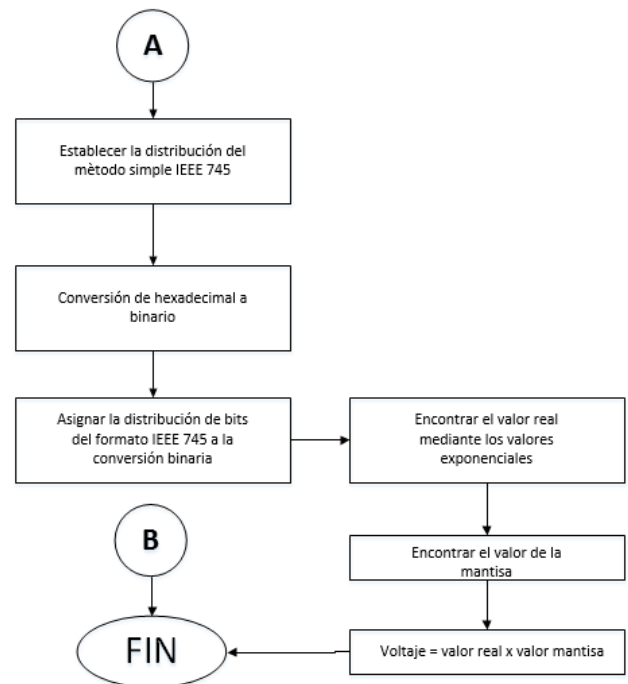 A
Establecer la distribución del
mètodo simple IEEE 745
Conversión de hexadecimal a
binario
Asignar la distribución de bits
del formato IEEE 745 a la
conversión binaria
Encontrar el valor real
mediante los valores
exponenciales
Encontrar el valor de la
mantisa
Voltaje = valor real x valor mantisa
B
FIN